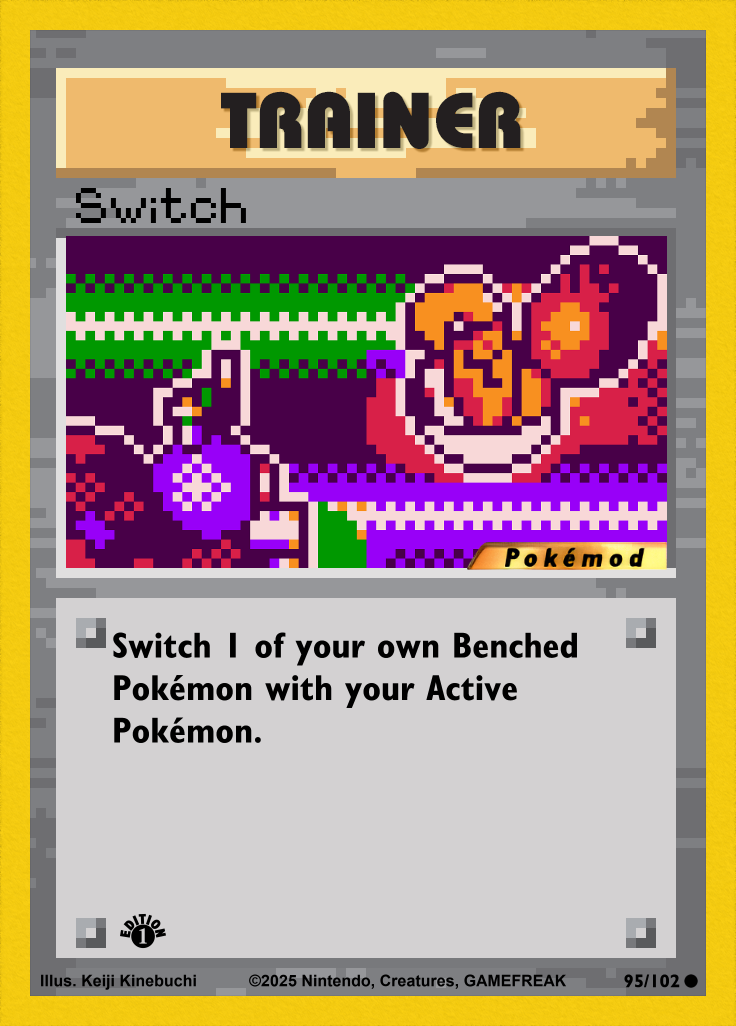 TRAINER
Switch
Pokémod
Switch 1 of your own Benched
Pokémon with your Active
Pokémon.
EDITION
1
Illus. Keiji Kinebuchi ©2025 Nintendo, Creatures, GAMEFREAK 95/102